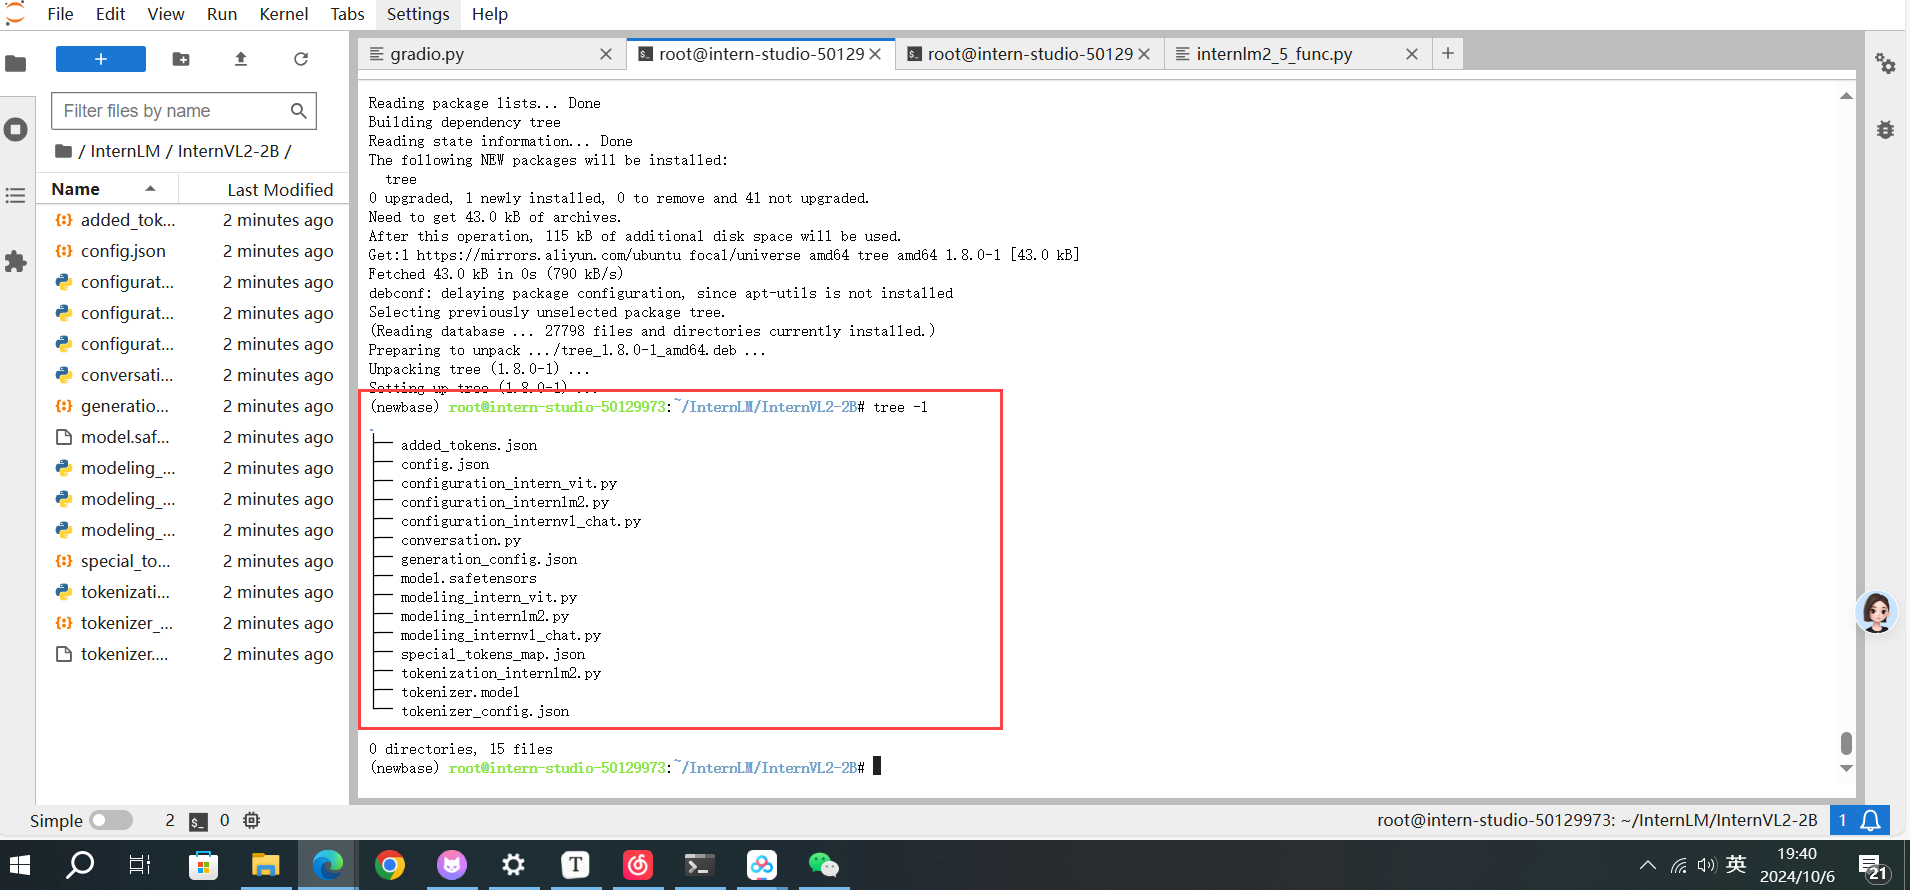 File Edit View Run Kernel Tabs Settings Help
gradio.py
root@intern-studio-50129
root@intern-studio-50129
internlm2_5_func.py
Filter files by name
/ InternLM / InternVL2-2B /
Name Last Modified
added_tok... 2 minutes ago
config.json 2 minutes ago
configurat... 2 minutes ago
configurat... 2 minutes ago
configurat... 2 minutes ago
conversati... 2 minutes ago
generatio... 2 minutes ago
model.saf... 2 minutes ago
modeling_... 2 minutes ago
modeling_... 2 minutes ago
modeling_... 2 minutes ago
special_to... 2 minutes ago
tokenizati... 2 minutes ago
tokenizer_... 2 minutes ago
tokenizer.... 2 minutes ago
Reading package lists... Done
Building dependency tree
Reading state information... Done
The following NEW packages will be installed:
tree
0 upgraded, 1 newly installed, 0 to remove and 41 not upgraded.
Need to get 43.0 kB of archives.
After this operation, 115 kB of additional disk space will be used.
Get:1 https://mirrors.aliyun.com/ubuntu focal/universe amd64 tree amd64 1.8.0-1 [43.0 kB]
Fetched 43.0 kB in 0s (790 kB/s)
debconf: delaying package configuration, since apt-utils is not installed
Selecting previously unselected package tree.
(Reading database ... 27798 files and directories currently installed.)
Preparing to unpack .../tree_1.8.0-1_amd64.deb ...
Unpacking tree (1.8.0-1) ...
Setting up tree (1.8.0-1) ...
(newbase) root@intern-studio-50129973:~/InternLM/InternVL2-2B# tree -l
.
├── added_tokens.json
├── config.json
├── configuration_intern_vit.py
├── configuration_internlm2.py
├── configuration_internvl_chat.py
├── conversation.py
├── generation_config.json
├── model.safetensors
├── modeling_intern_vit.py
├── modeling_internlm2.py
├── modeling_internvl_chat.py
├── special_tokens_map.json
├── tokenization_internlm2.py
├── tokenizer.model
└── tokenizer_config.json
0 directories, 15 files
(newbase) root@intern-studio-50129973:~/InternLM/InternVL2-2B#
Simple 2 0 root@intern-studio-50129973: ~/InternLM/InternVL2-2B 1
英
19:40
2024/10/6
21